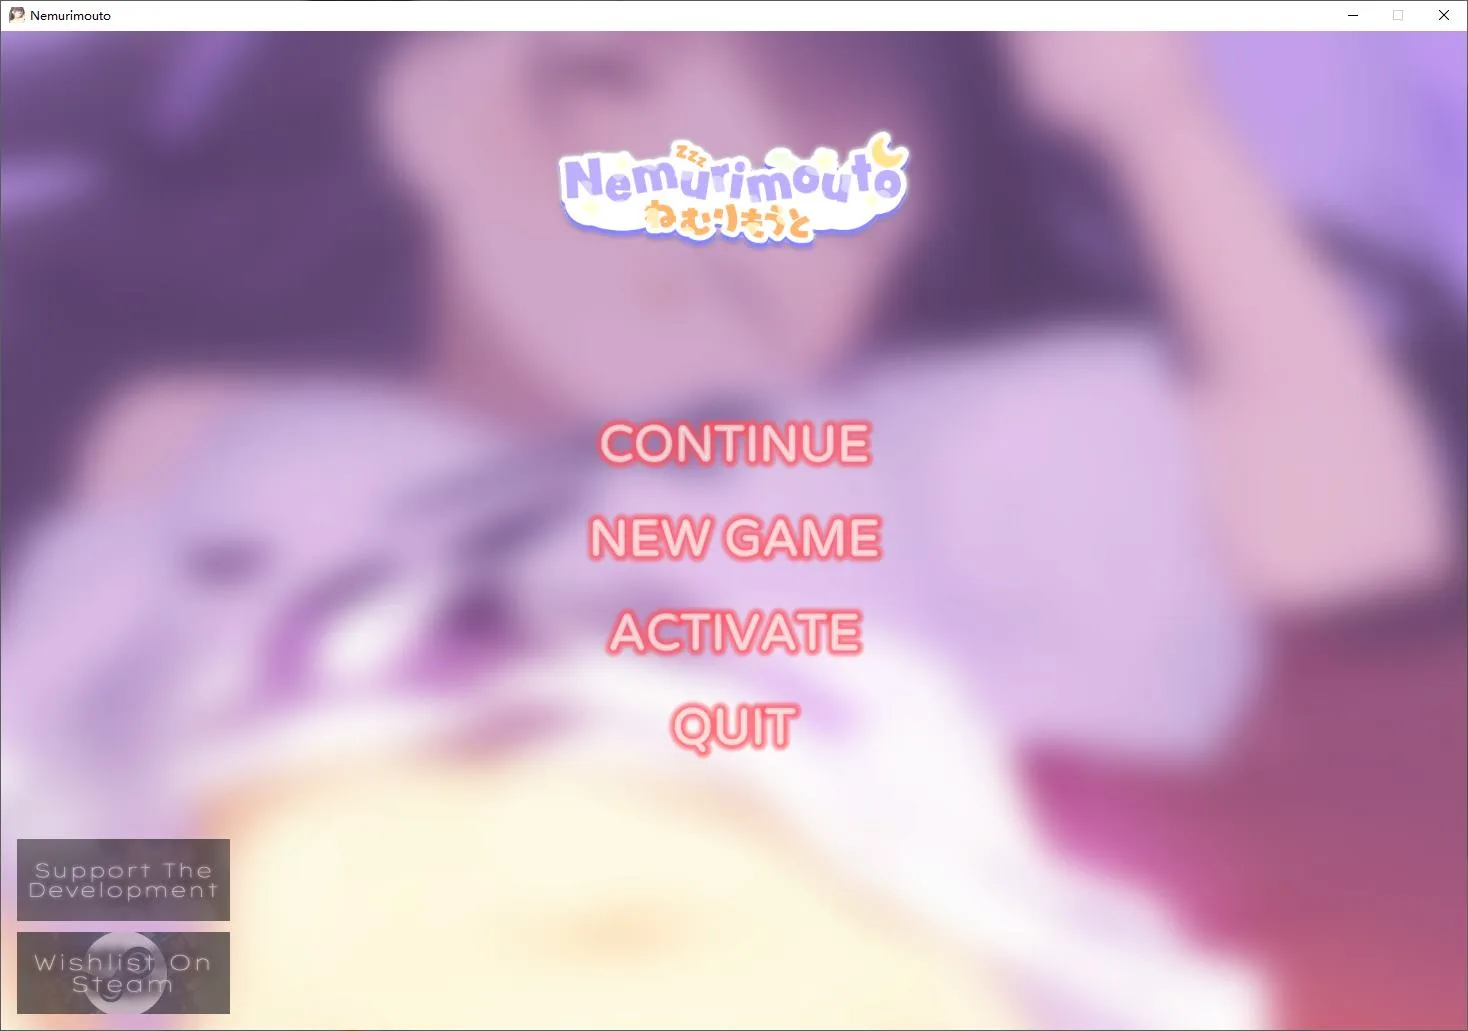 Nemurimouto
zzz
Nemurimouto
ねむりもうと
CONTINUE
NEW GAME
ACTIVATE
QUIT
Support The
Development
Wishlist On
Steam